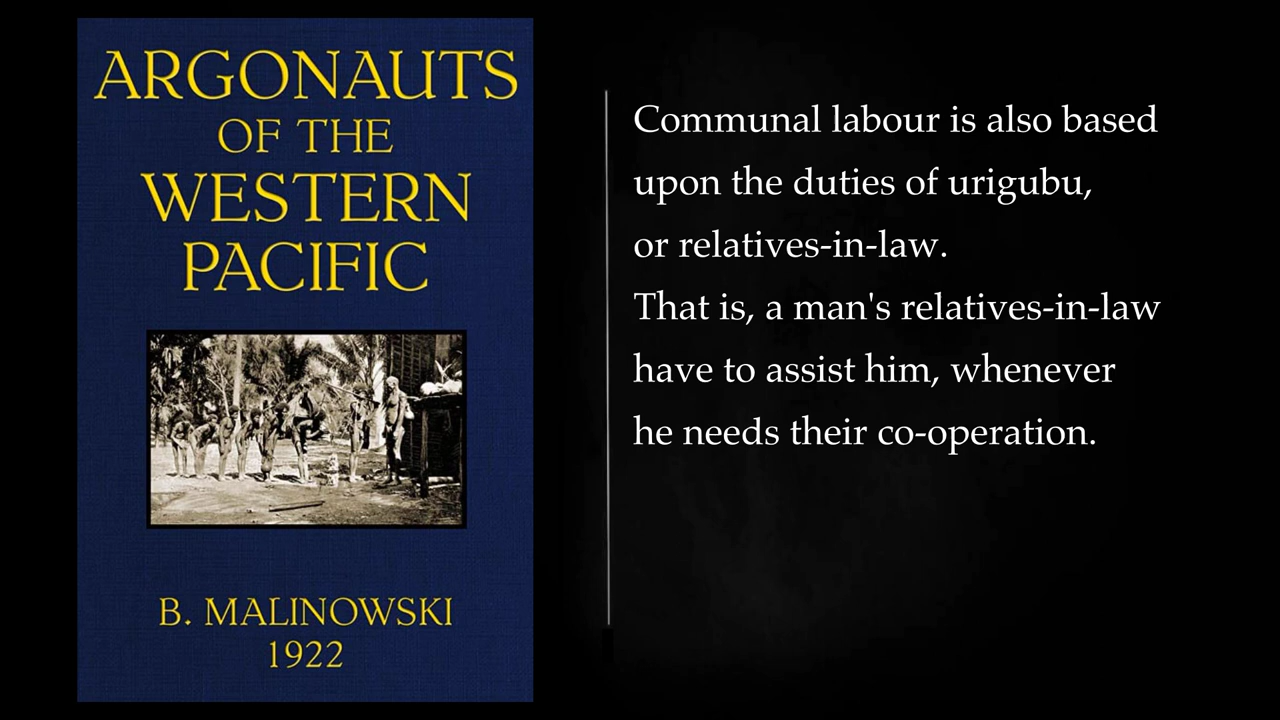 ARGONAUTS
OF THE
WESTERN
PACIFIC
B. MALINOWSKI
1922
Communal labour is also based
upon the duties of urigubu,
or relatives-in-law.
That is, a man's relatives-in-law
have to assist him, whenever
he needs their co-operation.